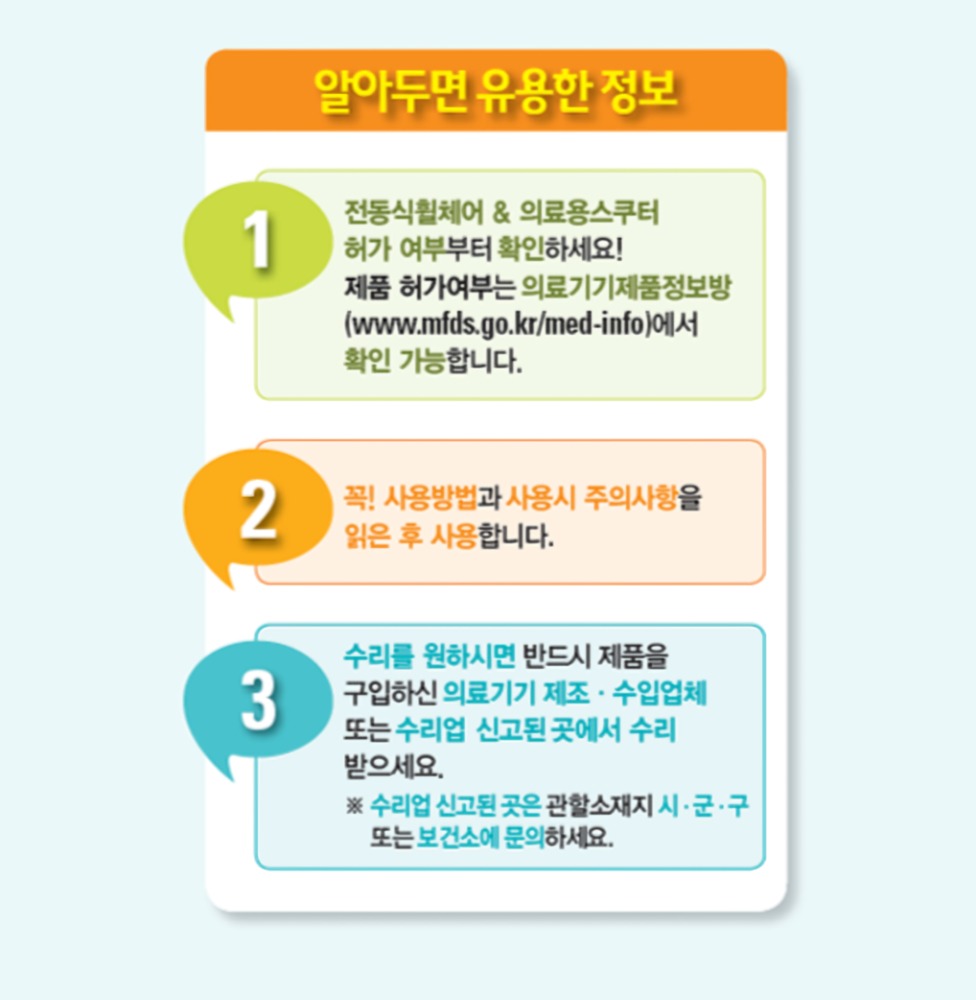 알아두면 유용한 정보
1
전동식휠체어 & 의료용스쿠터
허가 여부부터 확인하세요!
제품 허가여부는 의료기기제품정보방
(www.mfds.go.kr/med-info)에서
확인 가능합니다.
2
꼭! 사용방법과 사용시 주의사항을
읽은 후 사용합니다.
3
수리를 원하시면 반드시 제품을
구입하신 의료기기 제조 · 수입업체
또는 수리업 신고된 곳에서 수리
받으세요.
※ 수리업 신고된 곳은 관할소재지 시 · 군 · 구
또는 보건소에 문의하세요.